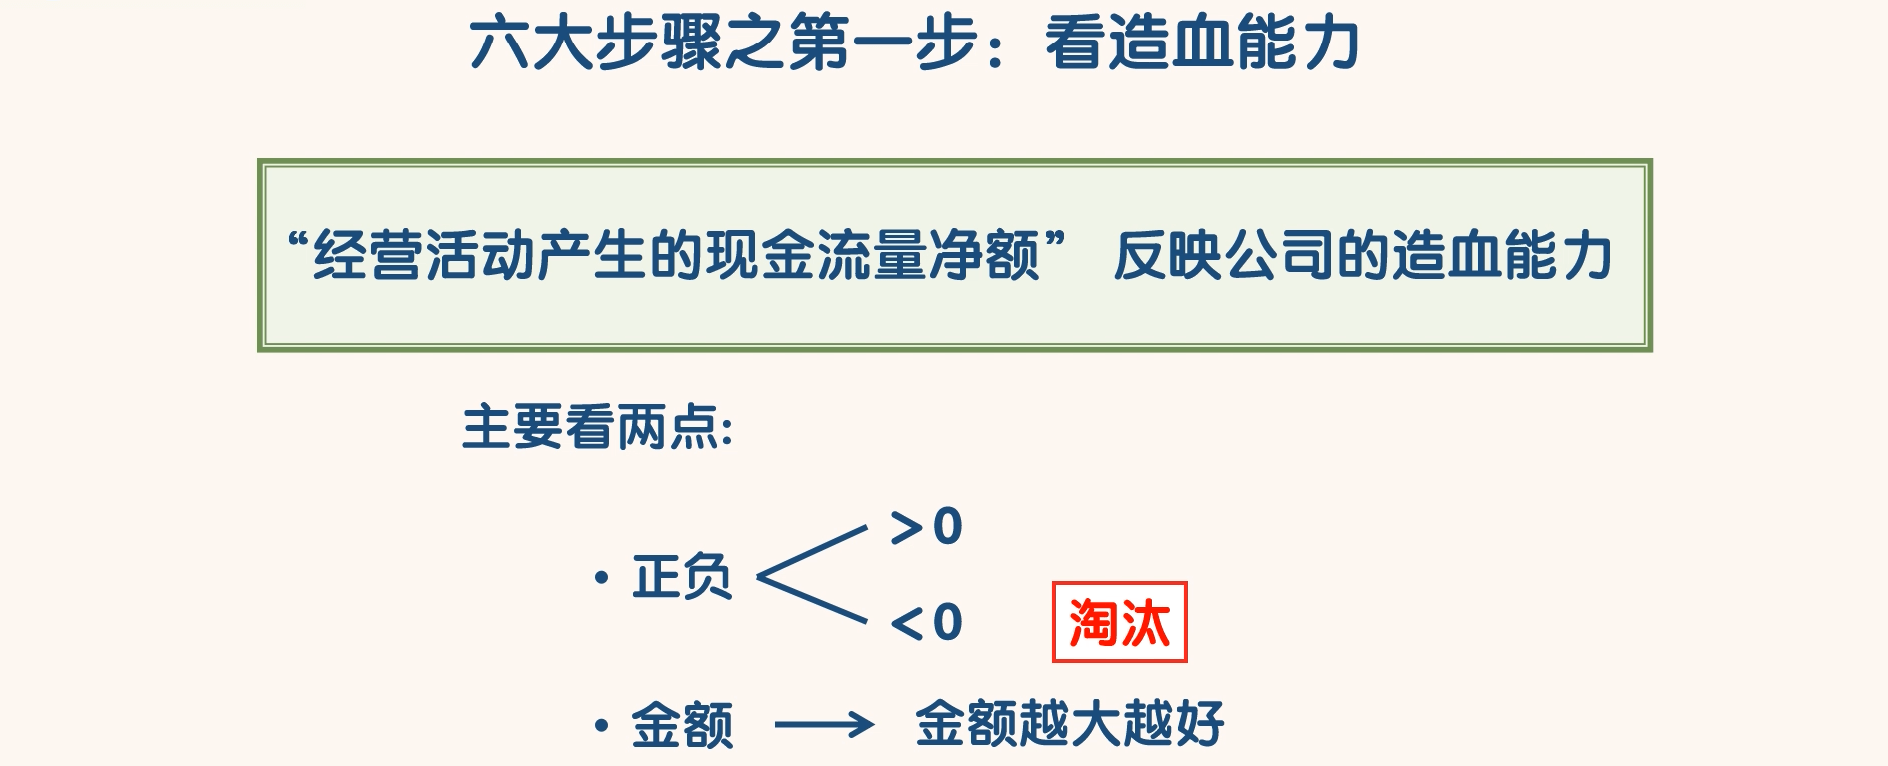 六大步骤之第一步：看造血能力
“经营活动产生的现金流量净额” 反映公司的造血能力
主要看两点:
• 正负
>0
<0
淘汰
• 金额 → 金额越大越好